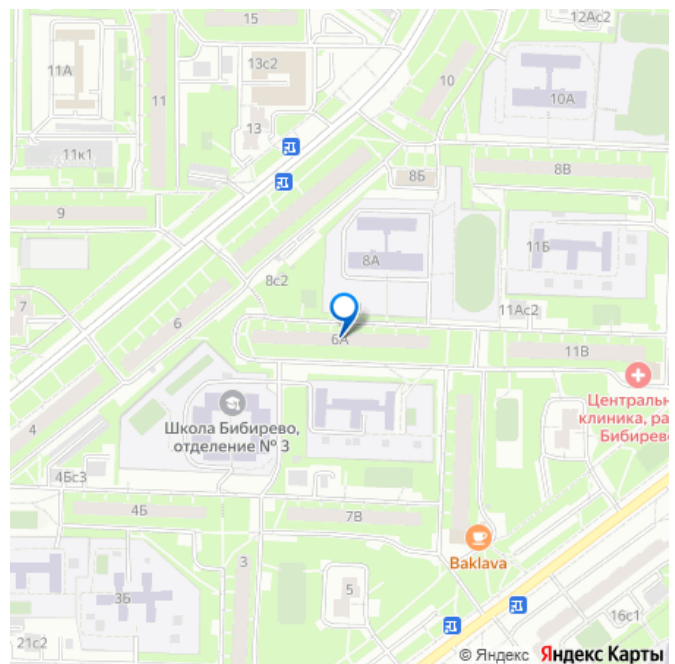 15
12Ас2
13с2
11А
10
11
10А
13
11к1
8В
8Б
9
11Б
8А
8с2
11Ас2
7
6
6А
11В
Центральн
клиника, ра
Бибирево
Школа Бибирево,
отделение № 3
4
4Бс3
4Б
7В
Baklava
3
5
3Б
16с1
21с2
© Яндекс Яндекс Карты